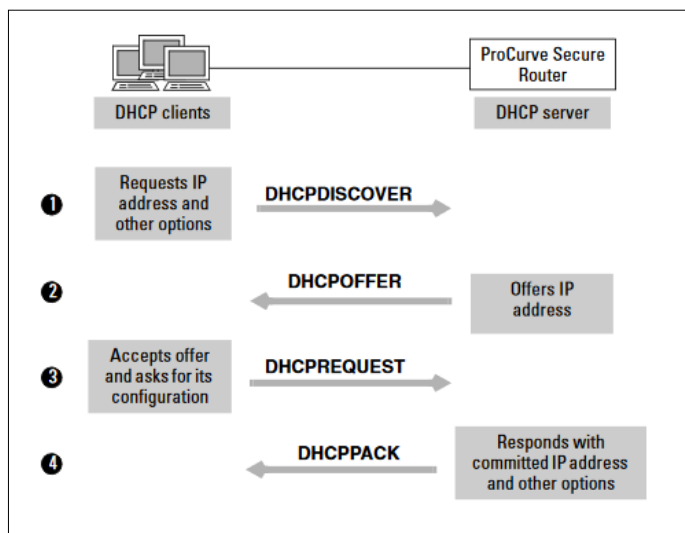 ProCurve Secure
Router
DHCP clients
DHCP server
1
Requests IP
address and
other options
DHCPDISCOVER
2
DHCPOFFER
Offers IP
address
3
Accepts offer
and asks for its
configuration
DHCPREQUEST
4
DHCPPACK
Responds with
committed IP address
and other options